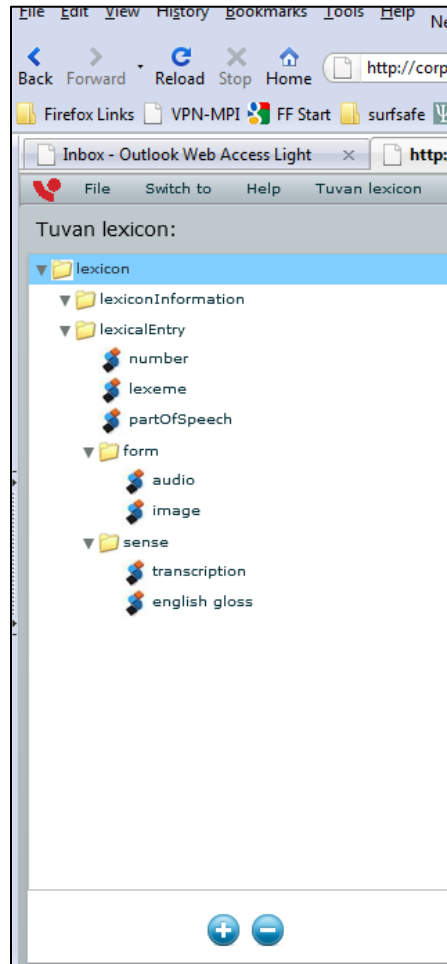 File Edit View History Bookmarks Tools Help
Back Forward Reload Stop Home http://corp
Firefox Links VPN-MPI FF Start surfsafe
Inbox - Outlook Web Access Light × http:
File Switch to Help Tuvan lexicon
Tuvan lexicon:
lexicon
lexiconInformation
lexicalEntry
number
lexeme
partOfSpeech
form
audio
image
sense
transcription
english gloss